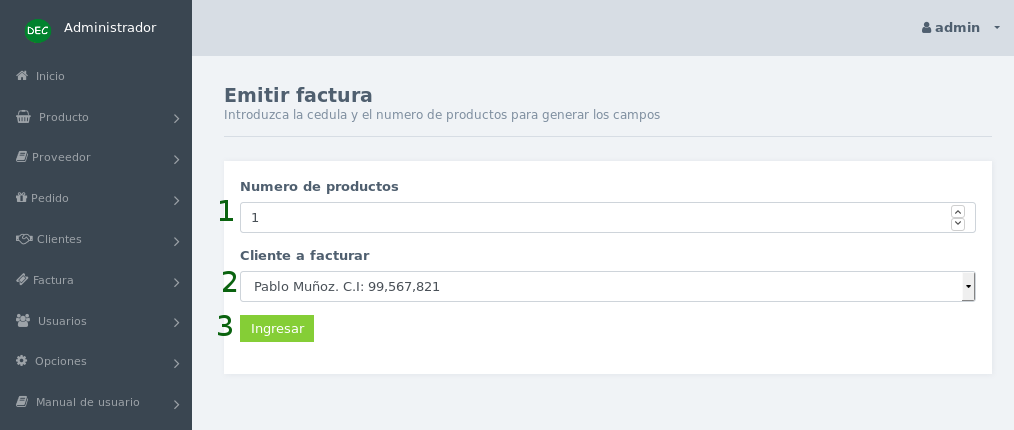 DEC Administrador
admin
Inicio
Producto
Proveedor
Pedido
Clientes
Factura
Usuarios
Opciones
Manual de usuario
Emitir factura
Introduzca la cedula y el numero de productos para generar los campos
Numero de productos
1 1
Cliente a facturar
2 Pablo Muñoz. C.I: 99,567,821
3 Ingresar